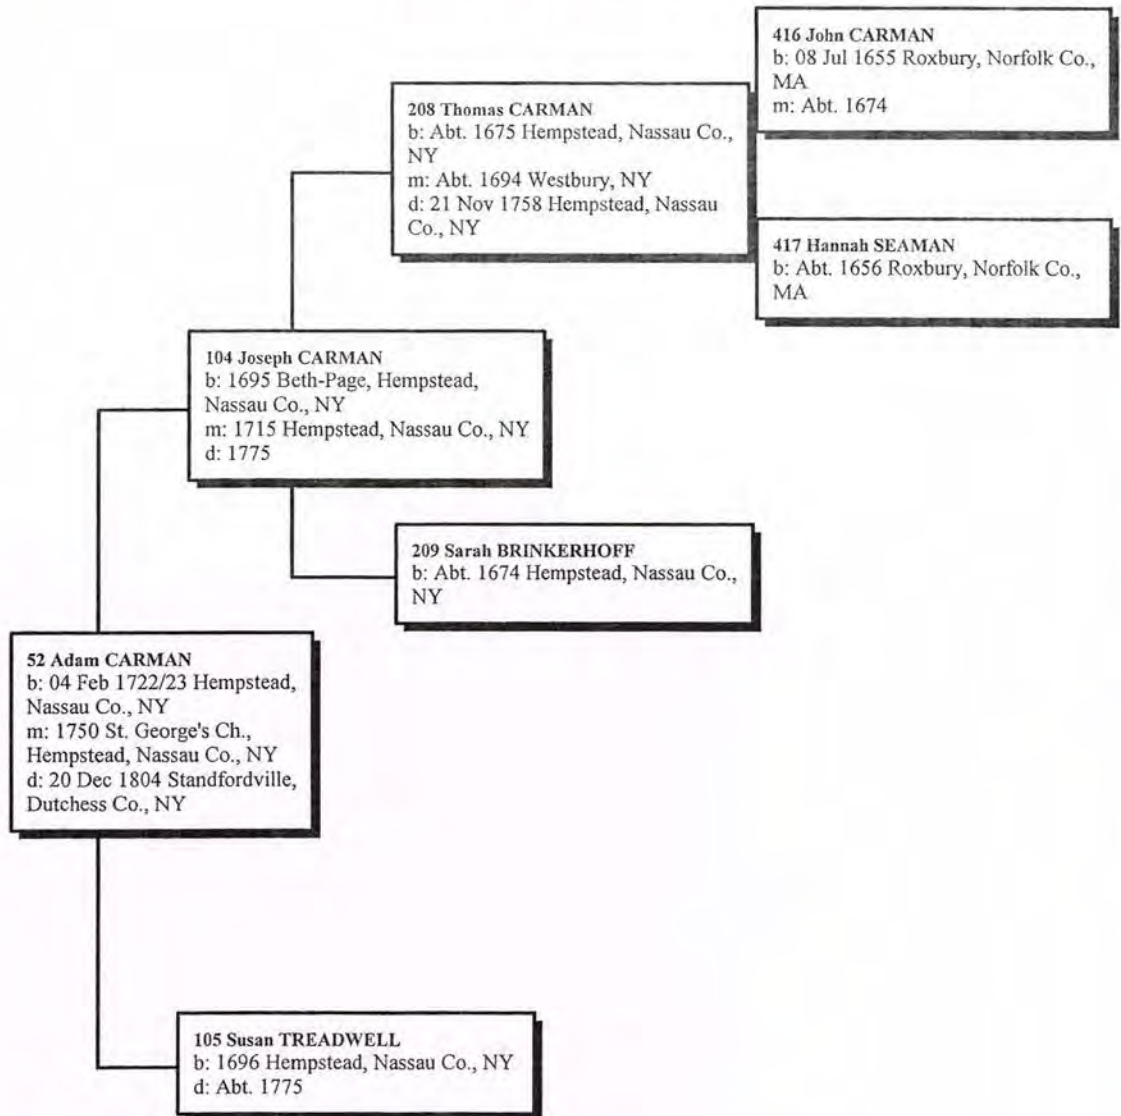 416 John CARMAN
b: 08 Jul 1655 Roxbury, Norfolk Co.,
MA
m: Abt. 1674
208 Thomas CARMAN
b: Abt. 1675 Hempstead, Nassau Co.,
NY
m: Abt. 1694 Westbury, NY
d: 21 Nov 1758 Hempstead, Nassau
Co., NY
417 Hannah SEAMAN
b: Abt. 1656 Roxbury, Norfolk Co.,
MA
104 Joseph CARMAN
b: 1695 Beth-Page, Hempstead,
Nassau Co., NY
m: 1715 Hempstead, Nassau Co., NY
d: 1775
209 Sarah BRINKERHOFF
b: Abt. 1674 Hempstead, Nassau Co.,
NY
52 Adam CARMAN
b: 04 Feb 1722/23 Hempstead,
Nassau Co., NY
m: 1750 St. George's Ch.,
Hempstead, Nassau Co., NY
d: 20 Dec 1804 Standfordville,
Dutchess Co., NY
105 Susan TREADWELL
b: 1696 Hempstead, Nassau Co., NY
d: Abt. 1775